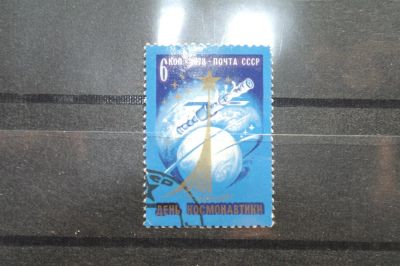 6 КОП · 1978 · ПОЧТА СССР
ДЕНЬ КОСМОНАВТИКИ